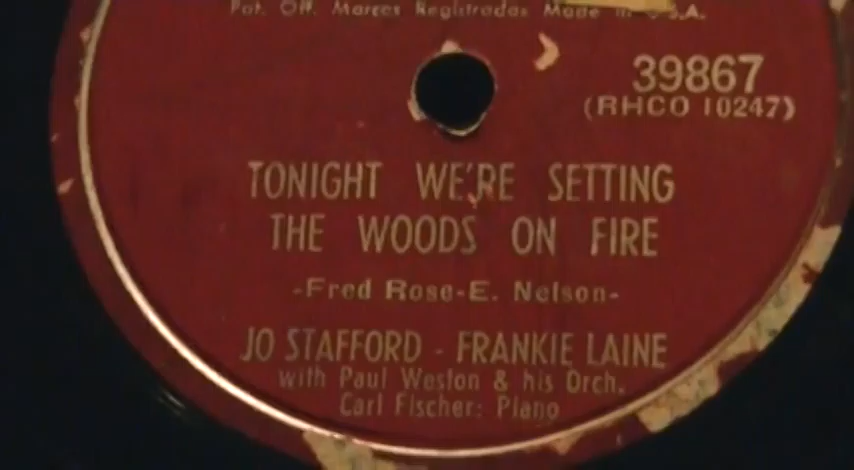 Pat. Off. Marcas Registradas Made in U.S.A.
39867
(RHCO 10247)
TONIGHT WE'RE SETTING
THE WOODS ON FIRE
-Fred Rose-E. Nelson-
JO STAFFORD - FRANKIE LAINE
with Paul Weston & his Orch.
Carl Fischer: Piano